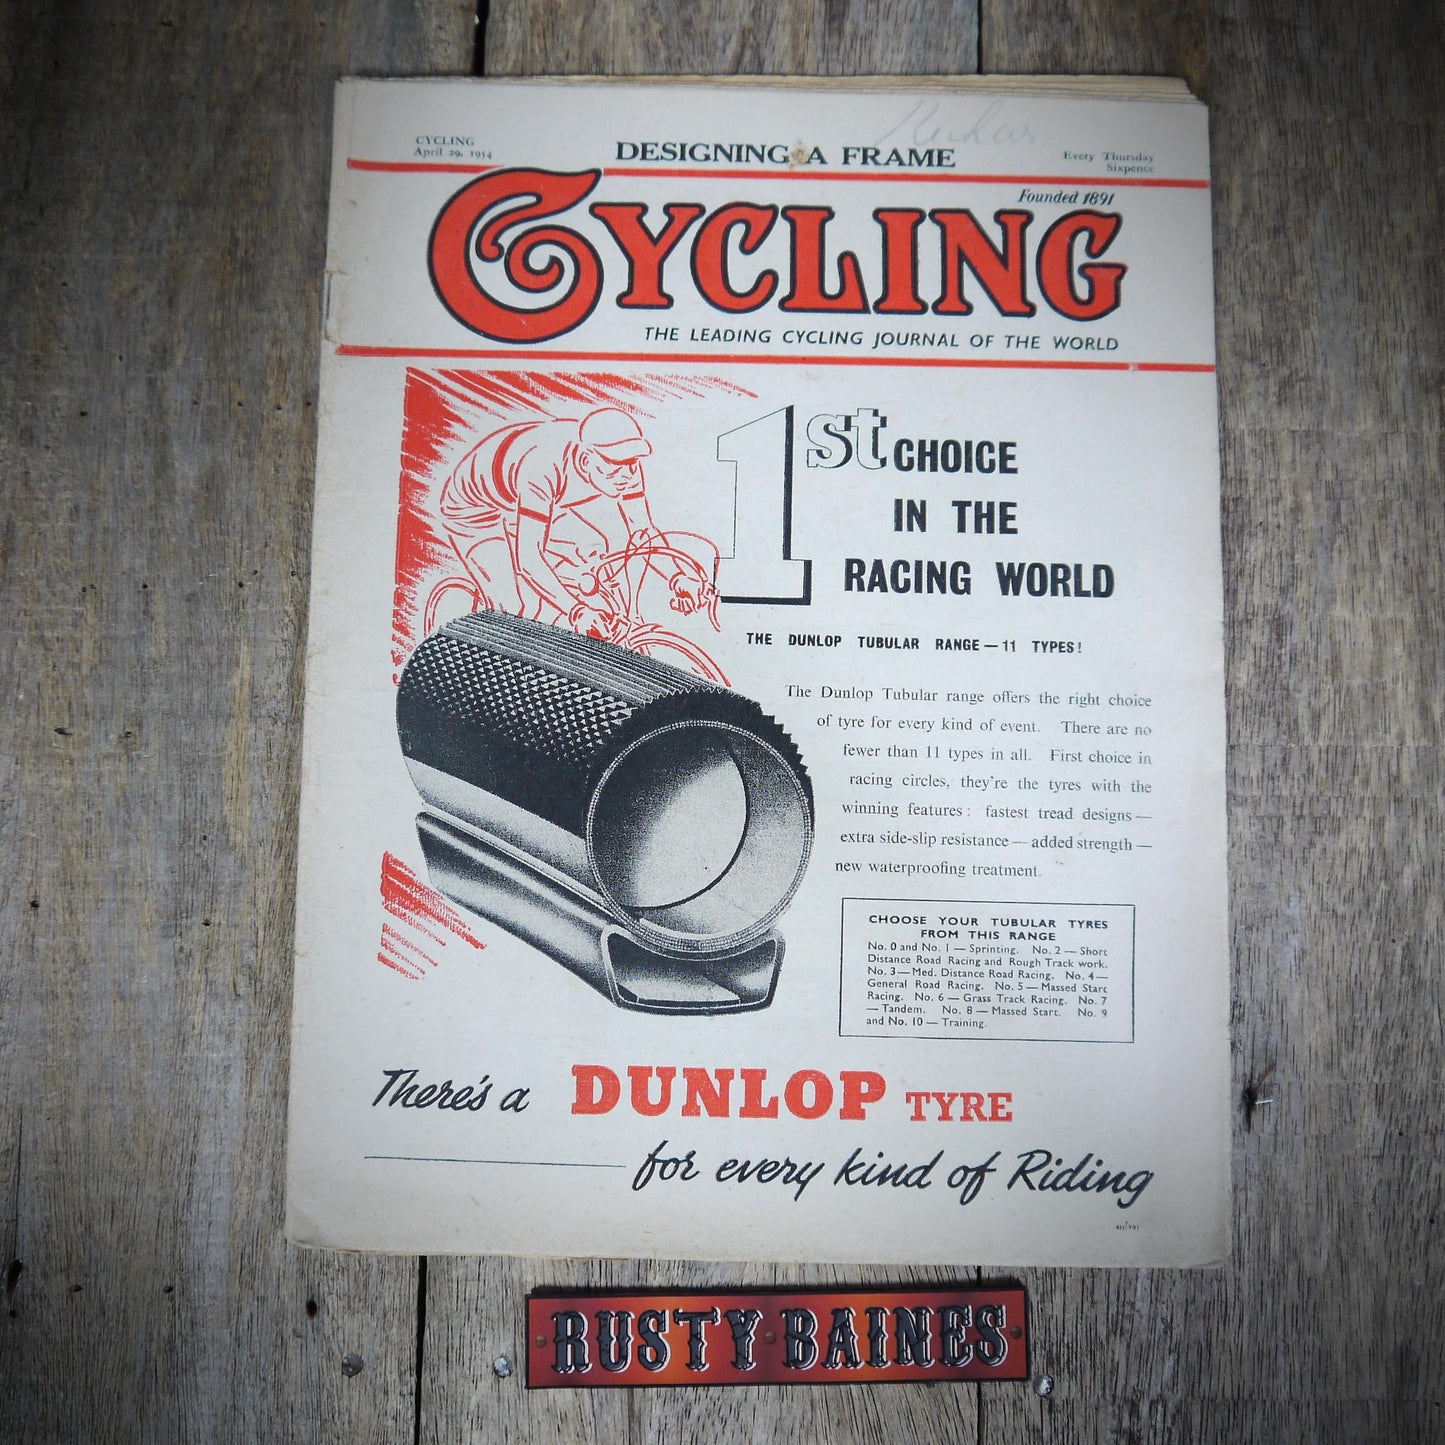 CYCLING
April 29, 1954
DESIGNING A FRAME
Every Thursday
Sixpence
Founded 1891
CYCLING
THE LEADING CYCLING JOURNAL OF THE WORLD
1st CHOICE
IN THE
RACING WORLD
THE DUNLOP TUBULAR RANGE — 11 TYPES!
The Dunlop Tubular range offers the right choice
of tyre for every kind of event. There are no
fewer than 11 types in all. First choice in
racing circles, they're the tyres with the
winning features : fastest tread designs —
extra side-slip resistance — added strength —
new waterproofing treatment.
CHOOSE YOUR TUBULAR TYRES
FROM THIS RANGE
No. 0 and No. 1 — Sprinting. No. 2 — Short
Distance Road Racing and Rough Track work.
No. 3 — Med. Distance Road Racing. No. 4 —
General Road Racing. No. 5 — Massed Start
Racing. No. 6 — Grass Track Racing. No. 7
— Tandem. No. 8 — Massed Start. No. 9
and No. 10 — Training.
There's a DUNLOP TYRE
for every kind of Riding
RUSTY BAINES